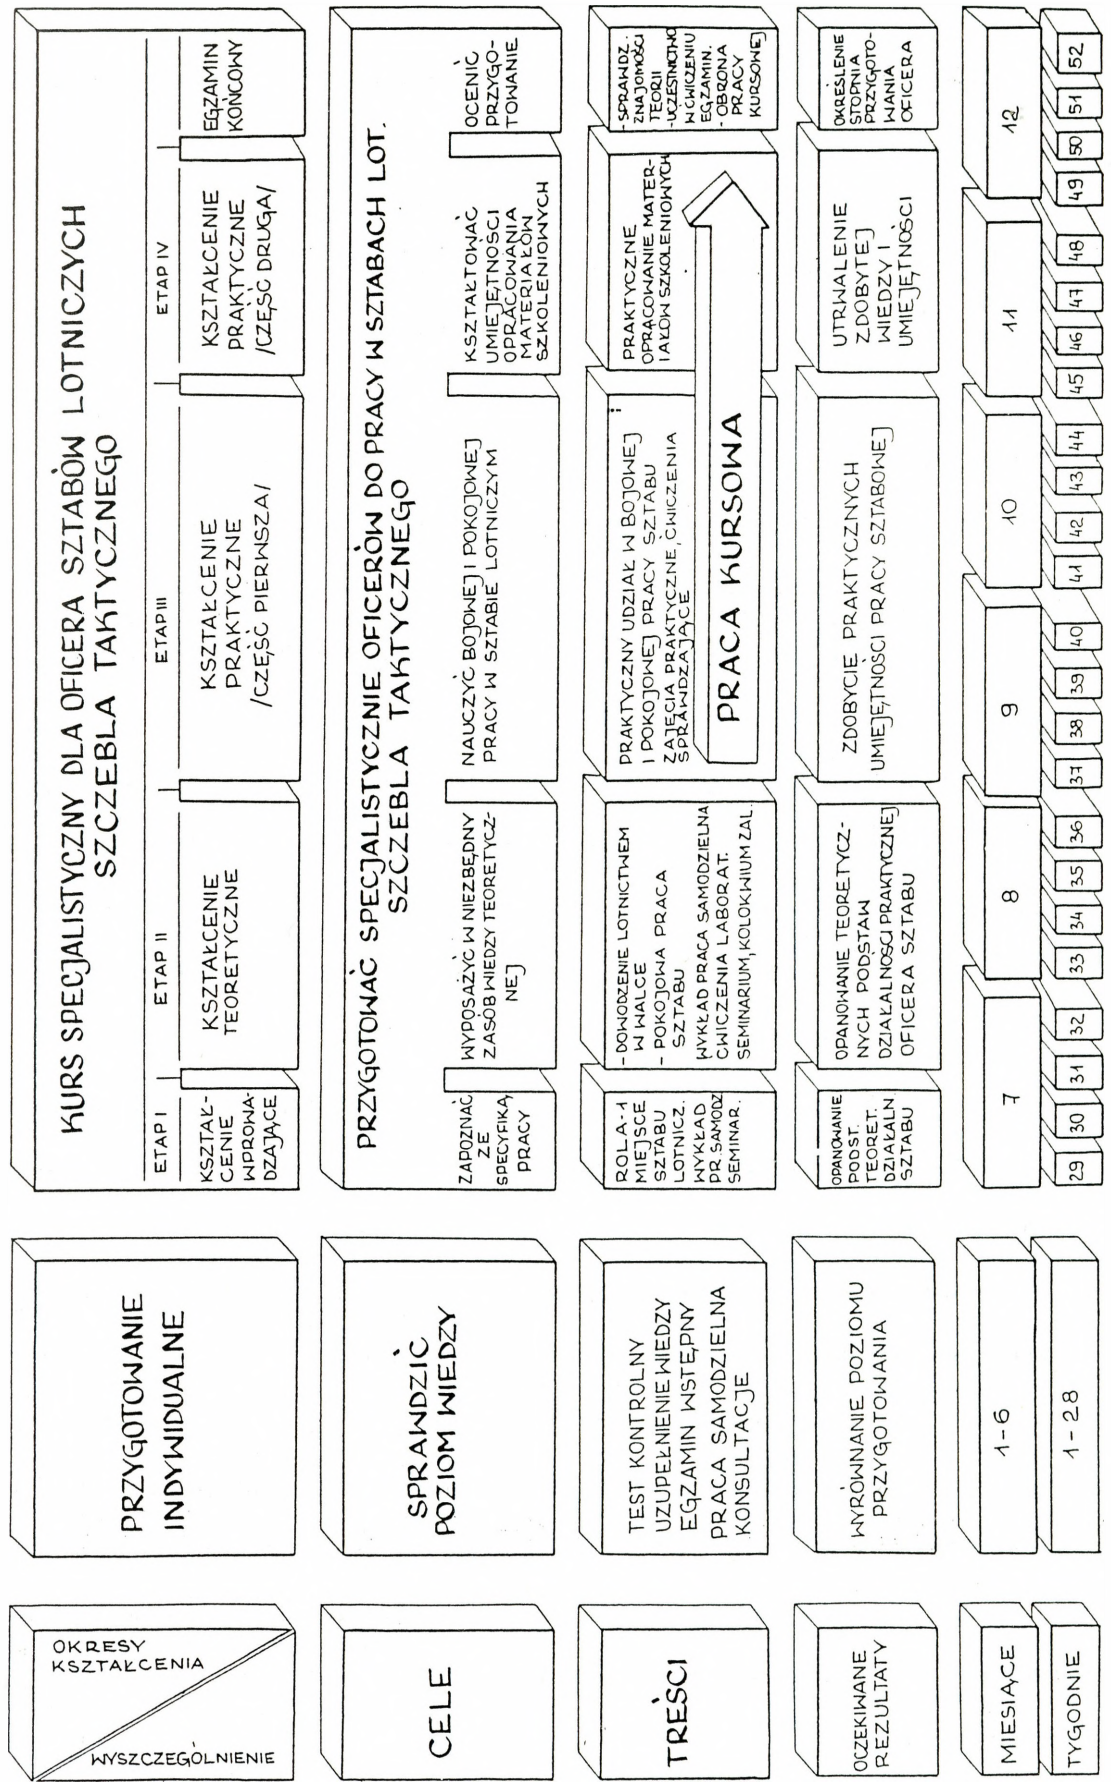 OKRESY
KSZTAŁCENIA
WYSZCZEGÓLNIENIE
PRZYGOTOWANIE
INDYWIDUALNE
KURS SPECJALISTYCZNY DLA OFICERA SZTABÓW LOTNICZYCH
SZCZEBLA TAKTYCZNEGO
ETAP I
KSZTAŁ-
CENIE
WPROWA-
DZAJĄCE
ETAP II
KSZTAŁCENIE
TEORETYCZNE
ETAP III
KSZTAŁCENIE
PRAKTYCZNE
/CZĘŚĆ PIERWSZA/
ETAP IV
KSZTAŁCENIE
PRAKTYCZNE
/CZĘŚĆ DRUGA/
EGZAMIN
KOŃCOWY
CELE
SPRAWDZIĆ
POZIOM WIEDZY
PRZYGOTOWAĆ SPECJALISTYCZNIE OFICERÓW DO PRACY W SZTABACH LOT.
SZCZEBLA TAKTYCZNEGO
ZAPOZNAĆ
ZE
SPECYFIKĄ
PRACY
WYPOSAŻYĆ W NIEZBĘDNY
ZASÓB WIEDZY TEORETYCZ-
NEJ
NAUCZYĆ BOJOWEJ I POKOJOWEJ
PRACY W SZTABIE LOTNICZYM
KSZTAŁTOWAĆ
UMIEJĘTNOŚCI
OPRACOWANIA
MATERIAŁÓW
SZKOLENIOWYCH
OCENIĆ
PRZYGO-
TOWANIE
TREŚCI
TEST KONTROLNY
UZUPEŁNIENIE WIEDZY
EGZAMIN WSTĘPNY
PRACA SAMODZIELNA
KONSULTACJE
ROLA - 1
MIEJSCE
SZTABU
LOTNICZ.
WYKŁAD
PR. SAMODZ
SEMINAR.
- DOWODZENIE LOTNICTWEM
W WALCE
- POKOJOWA PRACA
SZTABU
WYKŁAD PRACA SAMODZIELNA
ĆWICZENIA LABORAT.
SEMINARIUM, KOLOKWIUM ZAL.
PRAKTYCZNY UDZIAŁ W BOJOWEJ
I POKOJOWEJ PRACY SZTABU
ZAJĘCIA PRAKTYCZNE, ĆWICZENIA
SPRAWDZAJĄCE
PRAKTYCZNE
OPRACOWANIE MATER-
IAŁÓW SZKOLENIOWYCH
PRACA KURSOWA
- SPRAWDZ.
ZNAJOMOŚCI
TEORII
- UCZESTNICTWO
W ĆWICZENIU
EGZAMIN.
- OBRONA
PRACY
KURSOWEJ
OCZEKIWANE
REZULTATY
WYRÓWNANIE POZIOMU
PRZYGOTOWANIA
OPANOWANIE
PODST.
TEORET.
DZIAŁALN.
SZTABU
OPANOWANIE TEORETYCZ-
NYCH PODSTAW
DZIAŁALNOŚCI PRAKTYCZNEJ
OFICERA SZTABU
ZDOBYCIE PRAKTYCZNYCH
UMIEJĘTNOŚCI PRACY SZTABOWEJ
UTRWALENIE
ZDOBYTEJ
WIEDZY I
UMIEJĘTNOŚCI
OKREŚLENIE
STOPNIA
PRZYGOTO-
WANIA
OFICERA
MIESIĄCE
1-6
7 8 9 10 11 12
TYGODNIE
1-28
29 30 31 32 33 34 35 36 37 38 39 40 41 42 43 44 45 46 47 48 49 50 51 52